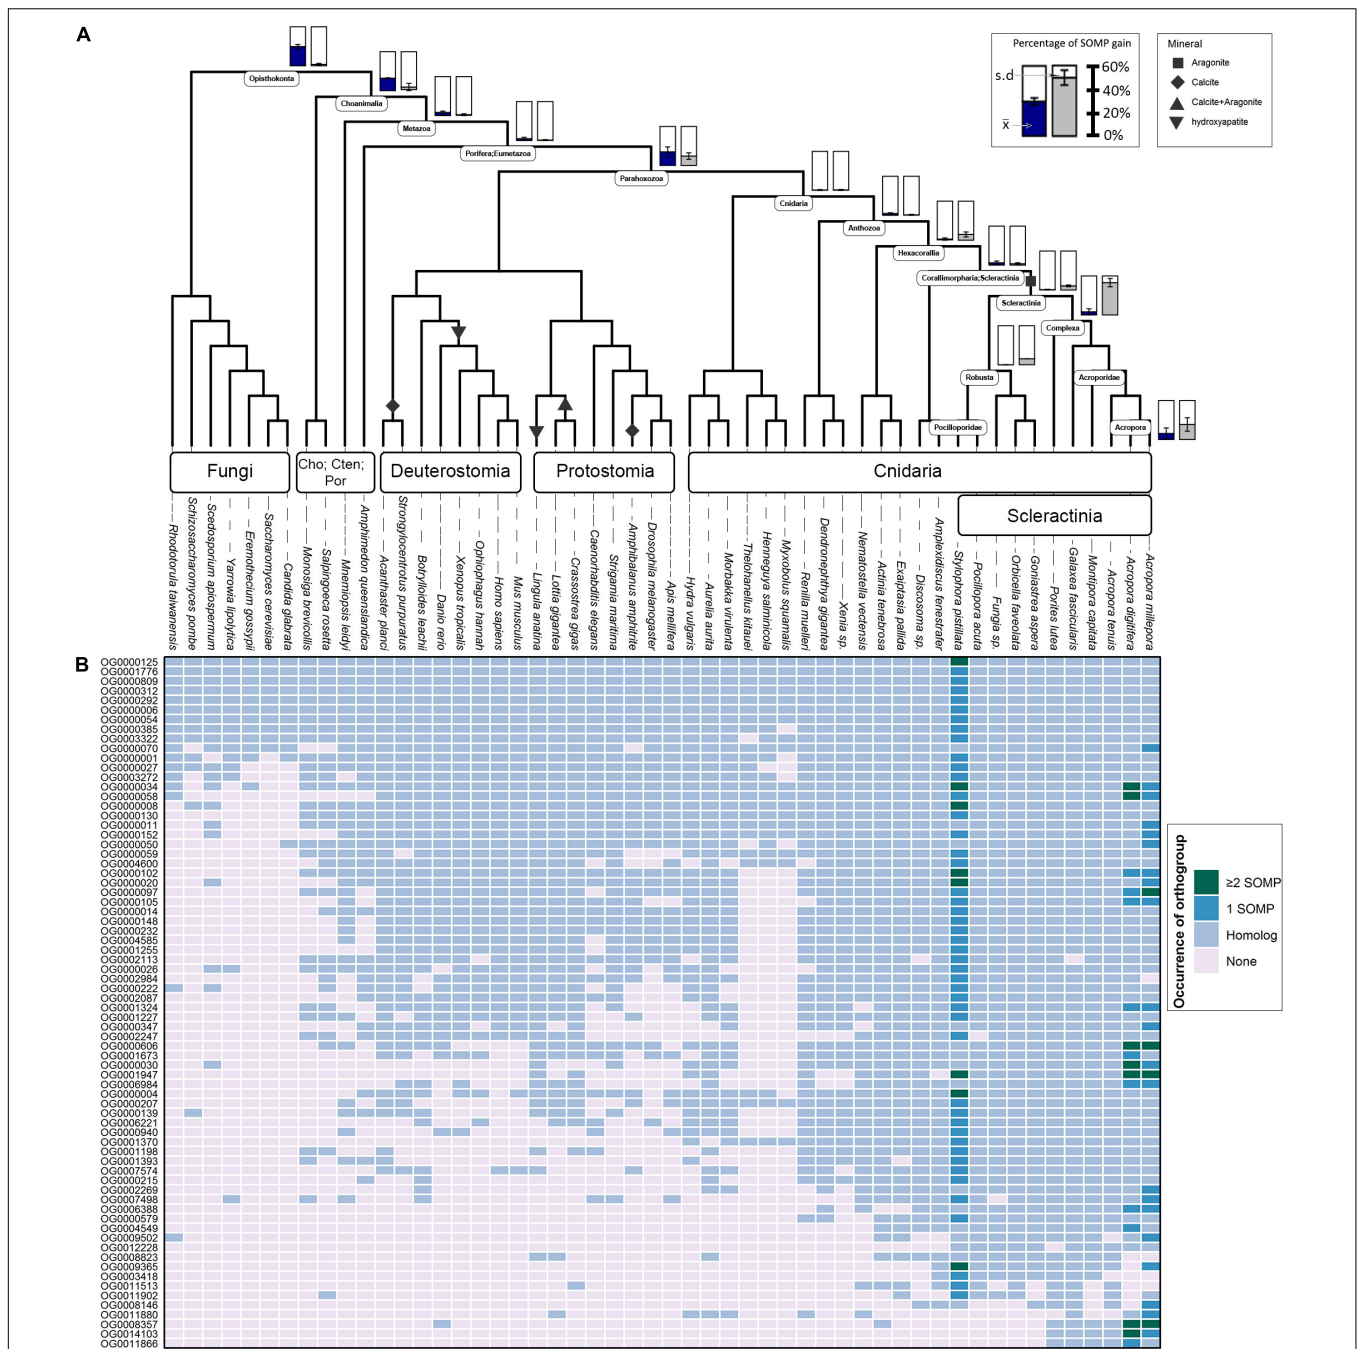 A
Percentage of SOMP gain
s.d
x̄
60%
40%
20%
0%
Mineral
Aragonite
Calcite
Calcite+Aragonite
hydroxyapatite
Opisthokonta
Choanimalia
Metazoa
Porifera;Eumetazoa
Parahoxozoa
Cnidaria
Anthozoa
Hexacorallia
Corallimorpharia;Scleractinia
Scleractinia
Complexa
Robusta
Acroporidae
Pocilloporidae
Acropora
Fungi
Cho; Cten;
Por
Deuterostomia
Protostomia
Cnidaria
Scleractinia
Rhodotorula taiwanensis
Schizosaccharomyces pombe
Scedosporium apiospermum
Yarrowia lipolytica
Eremothecium gossypii
Saccharomyces cerevisiae
Candida glabrata
Monosiga brevicollis
Salpingoeca rosetta
Mnemiopsis leidyi
Amphimedon queenslandica
Acanthaster planci
Strongylocentrotus purpuratus
Botrylloides leachii
Danio rerio
Xenopus tropicalis
Ophiophagus hannah
Homo sapiens
Mus musculus
Lingula anatina
Lottia gigantea
Crassostrea gigas
Caenorhabditis elegans
Strigamia maritima
Amphibalanus amphitrite
Drosophila melanogaster
Apis mellifera
Hydra vulgaris
Aurelia aurita
Morbakka virulenta
Thelohanellus kitauei
Henneguya salminicola
Myxobolus squamalis
Renilla muelleri
Dendronephthya gigantea
Xenia sp.
Nematostella vectensis
Actinia tenebrosa
Exaiptasia pallida
Discosoma sp.
Amplexidiscus fenestrafer
Stylophora pistillata
Pocillopora acuta
Fungia sp.
Orbicella faveolata
Goniastrea aspera
Porites lutea
Galaxea fascicularis
Montipora capitata
Acropora tenuis
Acropora digitifera
Acropora millepora
B
OG0000125
OG0001776
OG0000809
OG0000312
OG0000292
OG0000006
OG0000054
OG0000385
OG0003322
OG0000070
OG0000001
OG0000027
OG0003272
OG0000034
OG0000058
OG0000008
OG0000130
OG0000011
OG0000152
OG0000050
OG0000059
OG0004600
OG0000102
OG0000020
OG0000097
OG0000105
OG0000014
OG0000148
OG0000232
OG0004585
OG0001255
OG0002113
OG0000026
OG0002984
OG0000222
OG0002087
OG0001324
OG0001227
OG0000347
OG0002247
OG0000606
OG0001673
OG0000030
OG0001947
OG0006984
OG0000004
OG0000207
OG0000139
OG0006221
OG0000940
OG0001370
OG0001198
OG0001393
OG0007574
OG0000215
OG0002269
OG0007498
OG0006388
OG0000579
OG0004549
OG0009502
OG0012228
OG0008823
OG0009365
OG0003418
OG0011513
OG0011902
OG0008146
OG0011880
OG0008357
OG0014103
OG0011866
Occurrence of orthogroup
≥2 SOMP
1 SOMP
Homolog
None